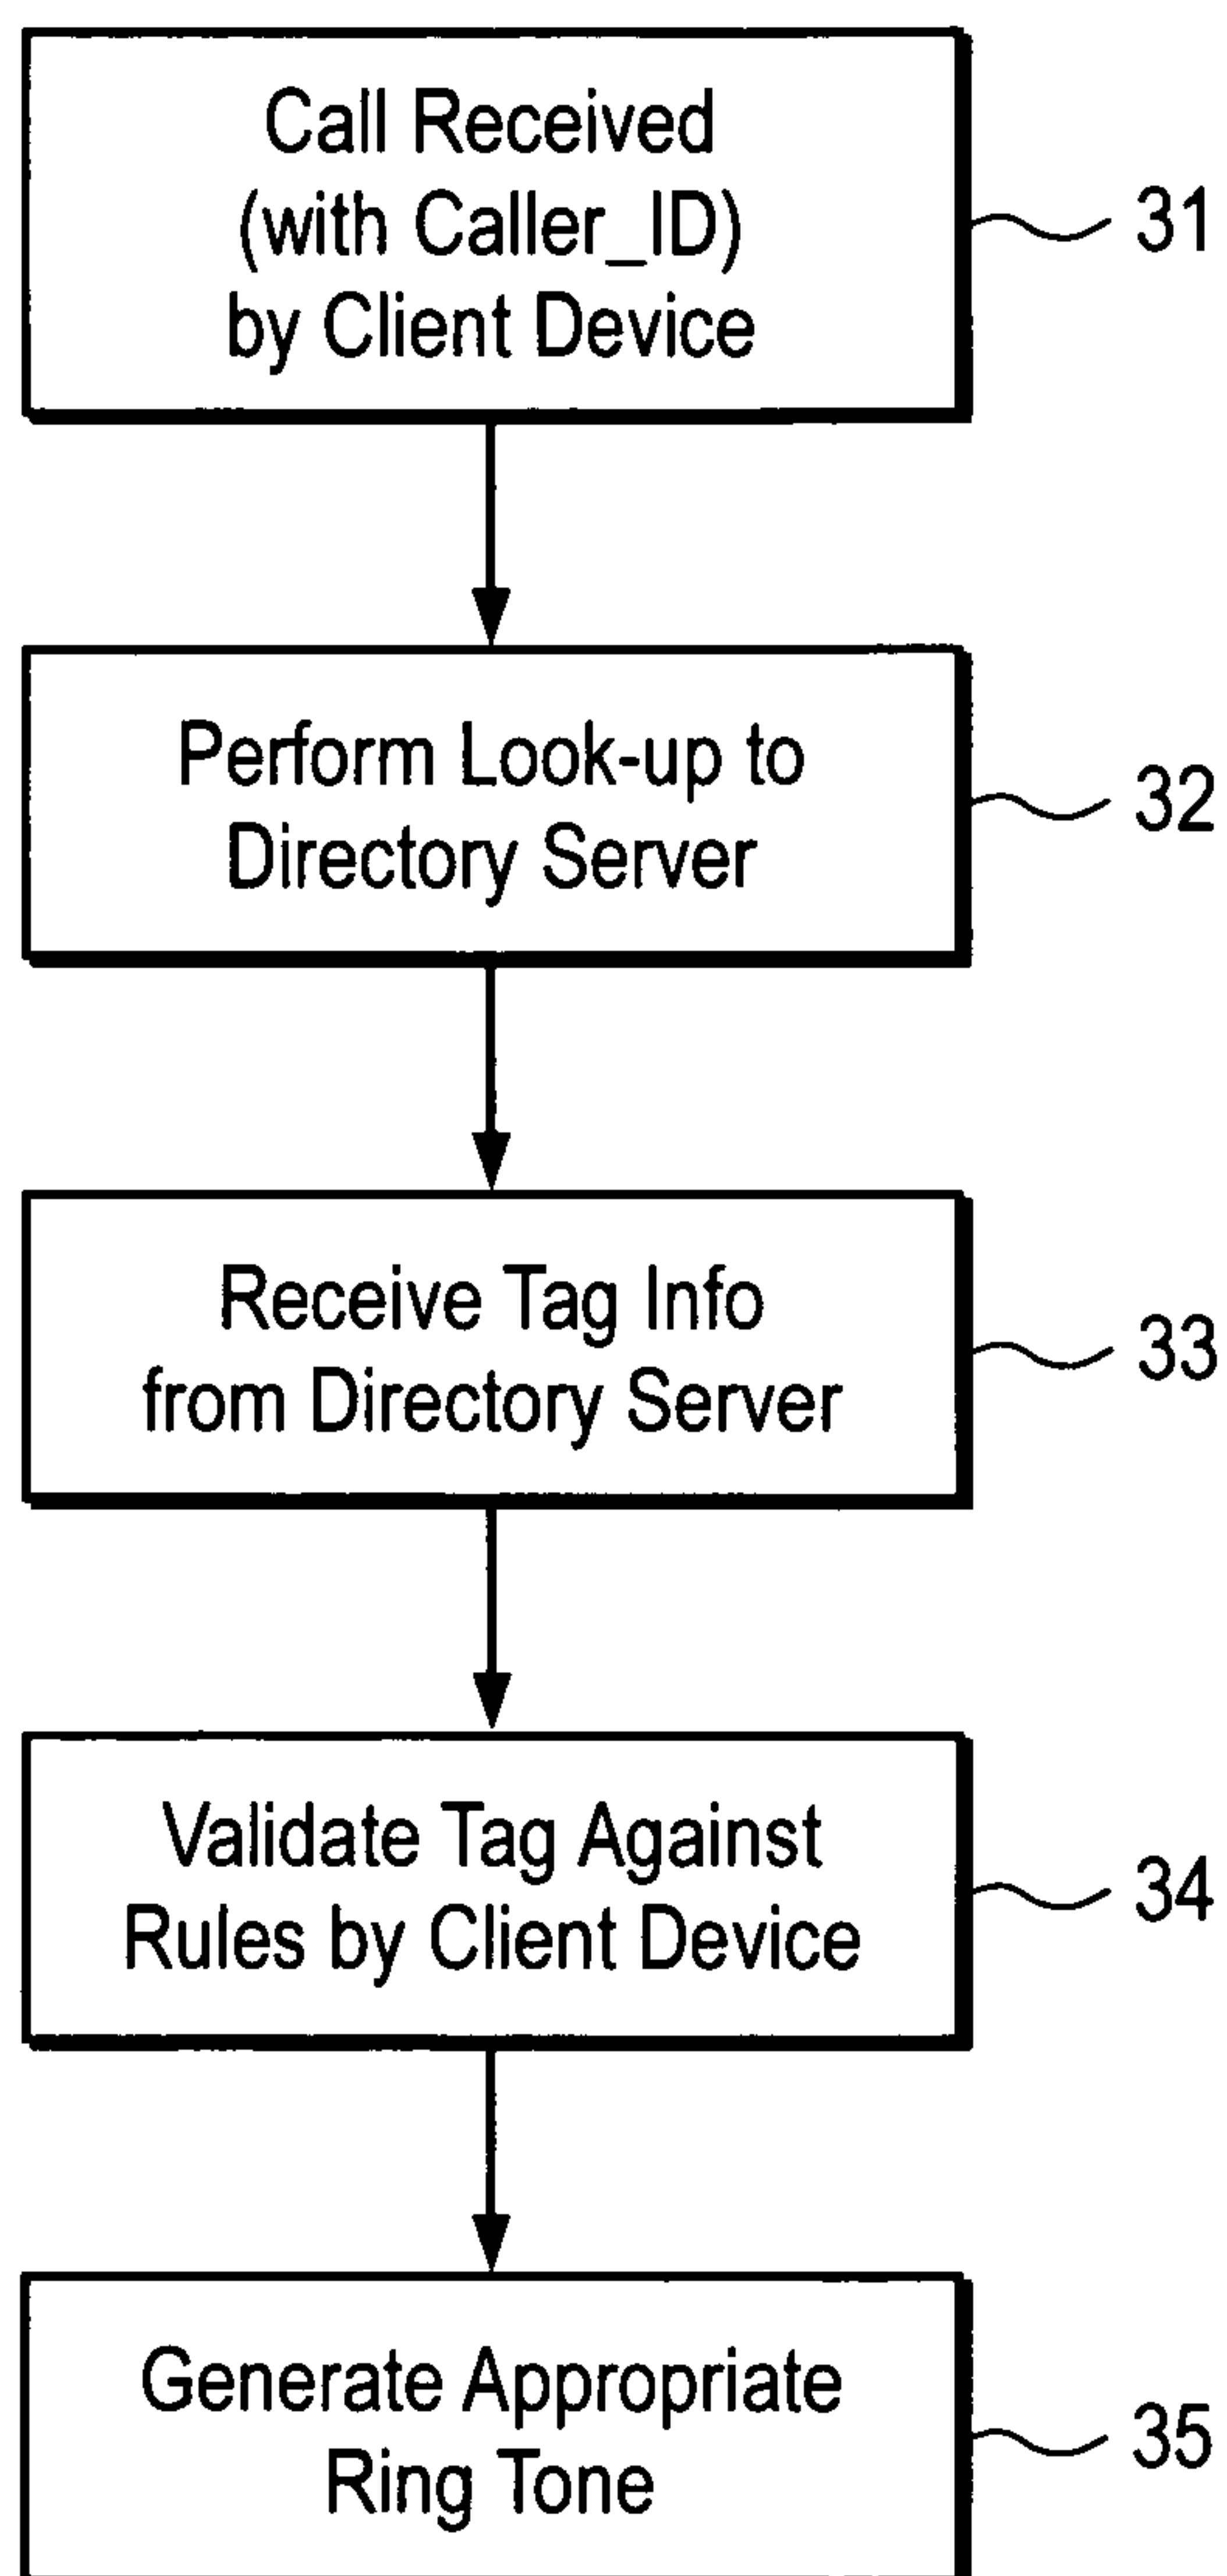 Call Received
(with Caller_ID)
by Client Device
31
Perform Look-up to
Directory Server
32
Receive Tag Info
from Directory Server
33
Validate Tag Against
Rules by Client Device
34
Generate Appropriate
Ring Tone
35